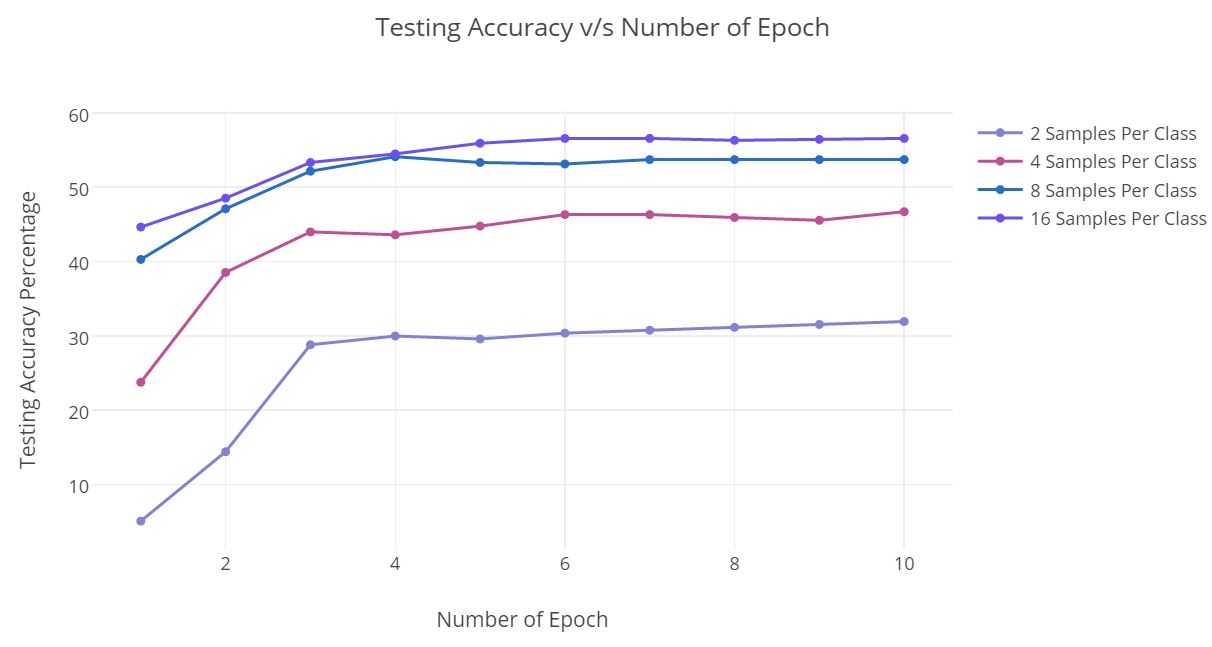 Testing Accuracy v/s Number of Epoch
60
50
40
30
20
10
Testing Accuracy Percentage
2 Samples Per Class
4 Samples Per Class
8 Samples Per Class
16 Samples Per Class
2 4 6 8 10
Number of Epoch